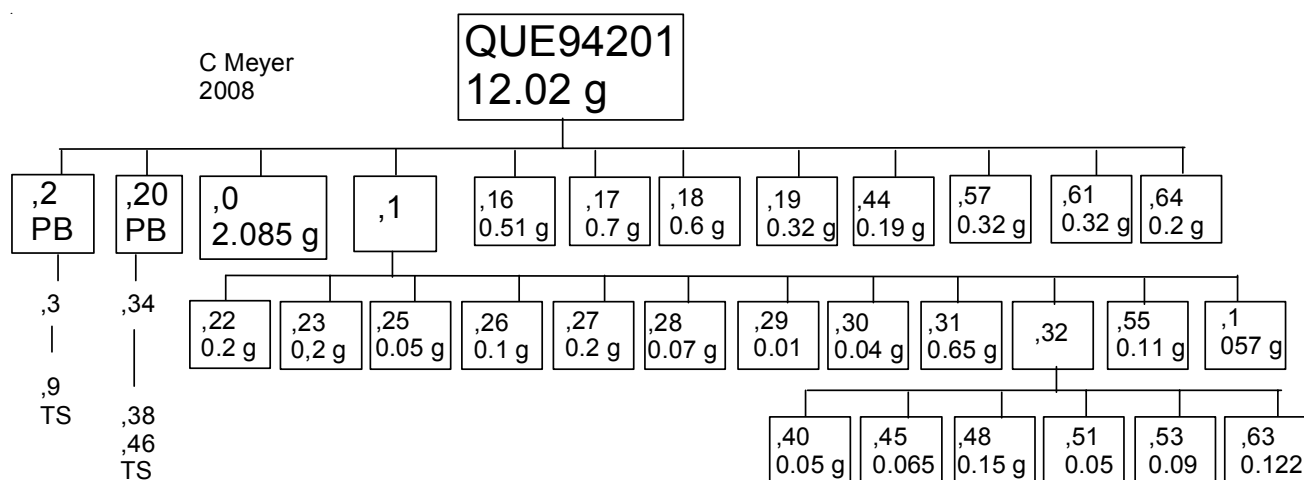 C Meyer
2008
QUE94201
12.02 g
,2
PB
,20
PB
,0
2.085 g
,1
,16
0.51 g
,17
0.7 g
,18
0.6 g
,19
0.32 g
,44
0.19 g
,57
0.32 g
,61
0.32 g
,64
0.2 g
,3
,9
TS
,34
,38
,46
TS
,22
0.2 g
,23
0,2 g
,25
0.05 g
,26
0.1 g
,27
0.2 g
,28
0.07 g
,29
0.01
,30
0.04 g
,31
0.65 g
,32
,55
0.11 g
,1
057 g
,40
0.05 g
,45
0.065
,48
0.15 g
,51
0.05
,53
0.09
,63
0.122